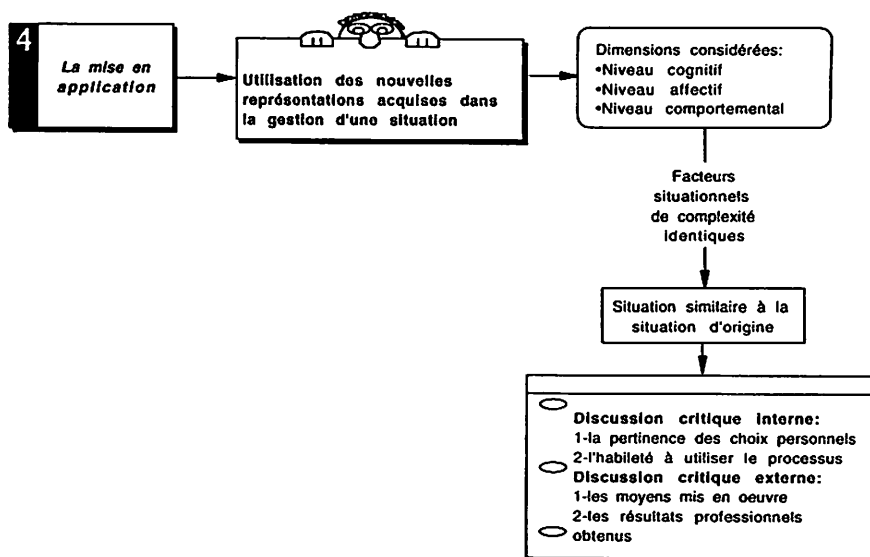 4
La mise en
application
Utilisation des nouvelles
représentations acquises dans
la gestion d'une situation
Dimensions considérées:
•Niveau cognitif
•Niveau affectif
•Niveau comportemental
Facteurs
situationnels
de complexité
identiques
Situation similaire à la
situation d'origine
Discussion critique interne:
1-la pertinence des choix personnels
2-l'habileté à utiliser le processus
Discussion critique externe:
1-les moyens mis en oeuvre
2-les résultats professionnels
obtenus